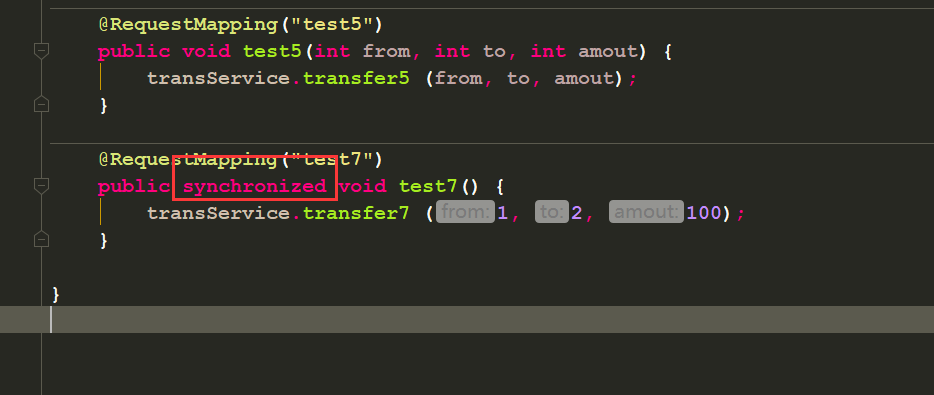 @RequestMapping("test5")
public void test5(int from, int to, int amout) {
transService.transfer5 (from, to, amout);
}
@RequestMapping("test7")
public synchronized void test7() {
transService.transfer7 (from: 1, to: 2, amout: 100);
}
}